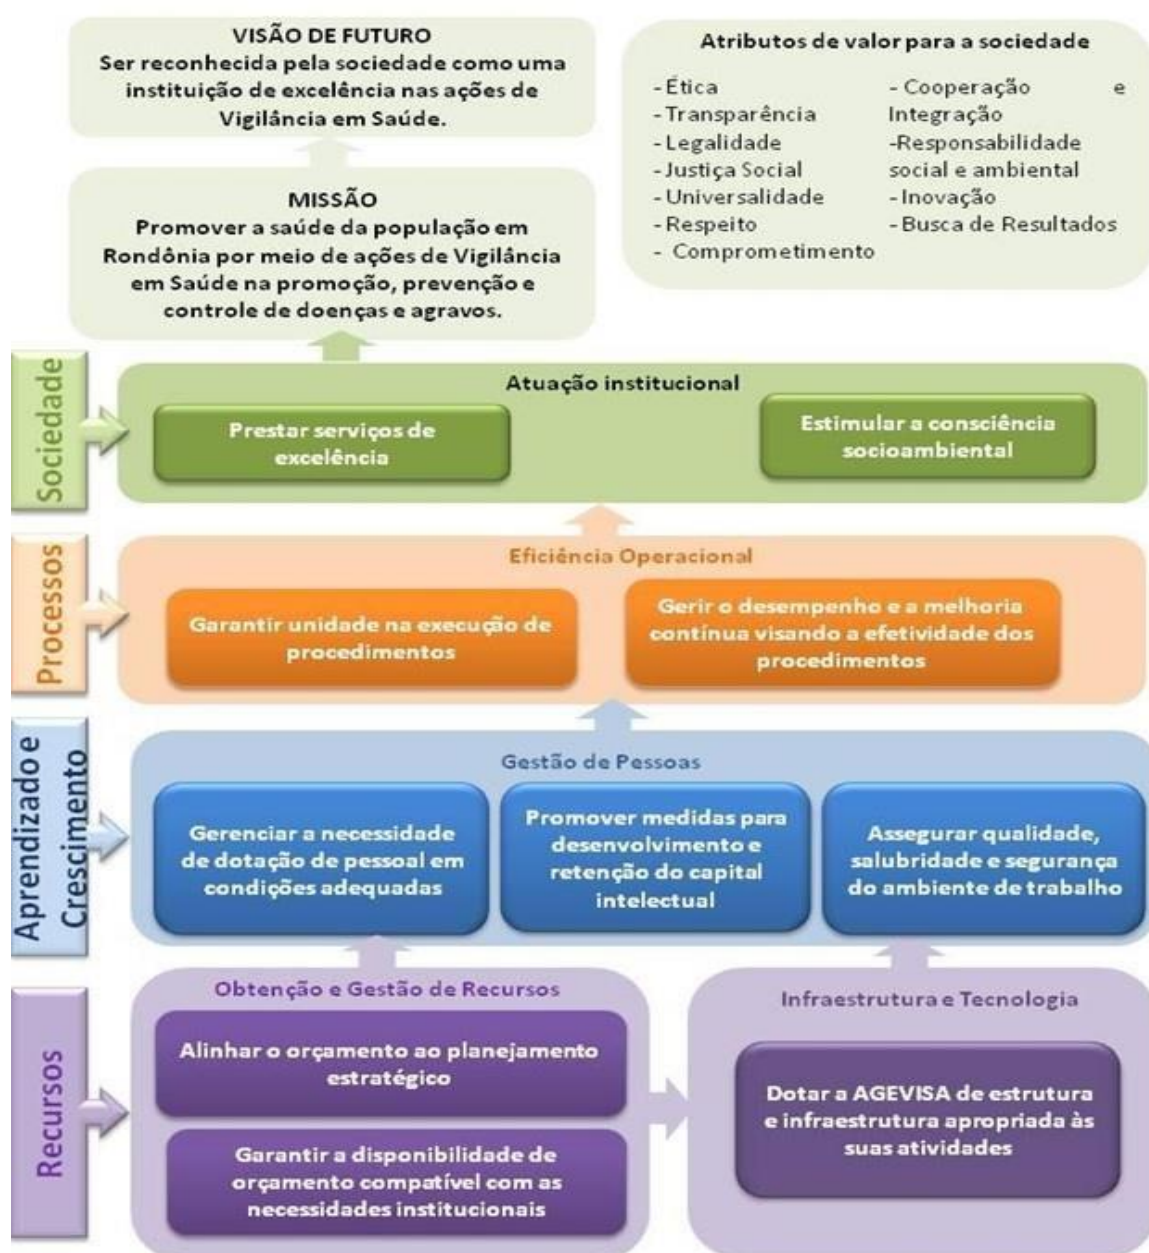 VISÃO DE FUTURO
Ser reconhecida pela sociedade como uma
instituição de excelência nas ações de
Vigilância em Saúde.
Atributos de valor para a sociedade
- Ética
- Transparência
- Legalidade
- Justiça Social
- Universalidade
- Respeito
- Comprometimento
- Cooperação e
Integração
-Responsabilidade
social e ambiental
- Inovação
- Busca de Resultados
MISSÃO
Promover a saúde da população em
Rondônia por meio de ações de Vigilância
em Saúde na promoção, prevenção e
controle de doenças e agravos.
Sociedade
Atuação institucional
Prestar serviços de
excelência
Estimular a consciência
socioambiental
Processos
Eficiência Operacional
Garantir unidade na execução de
procedimentos
Gerir o desempenho e a melhoria
contínua visando a efetividade dos
procedimentos
Aprendizado e
Crescimento
Gestão de Pessoas
Gerenciar a necessidade
de dotação de pessoal em
condições adequadas
Promover medidas para
desenvolvimento e
retenção do capital
intelectual
Assegurar qualidade,
salubridade e segurança
do ambiente de trabalho
Recursos
Obtenção e Gestão de Recursos
Alinhar o orçamento ao planejamento
estratégico
Garantir a disponibilidade de
orçamento compatível com as
necessidades institucionais
Infraestrutura e Tecnologia
Dotar a AGEVISA de estrutura
e infraestrutura apropriada às
suas atividades